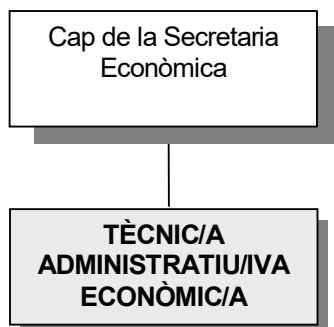 Cap de la Secretaria
Econòmica
TÈCNIC/A
ADMINISTRATIU/IVA
ECONÒMIC/A